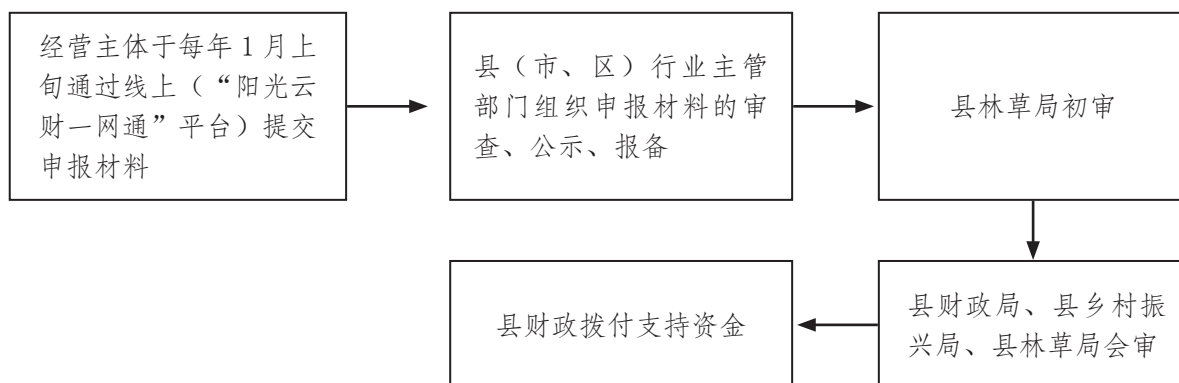 经营主体于每年1月上
旬通过线上（“阳光云
财一网通”平台）提交
申报材料
县（市、区）行业主管
部门组织申报材料的审
查、公示、报备
县林草局初审
县财政局、县乡村振
兴局、县林草局会审
县财政拨付支持资金